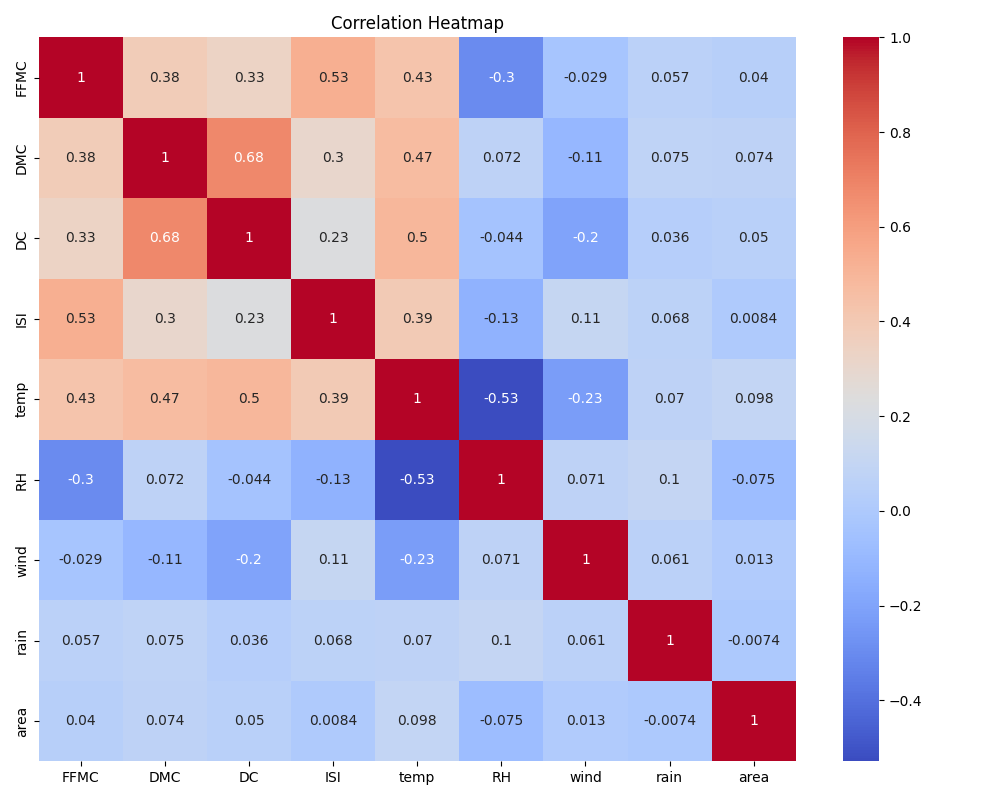 Correlation Heatmap
FFMC 1 0.38 0.33 0.53 0.43 -0.3 -0.029 0.057 0.04
DMC 0.38 1 0.68 0.3 0.47 0.072 -0.11 0.075 0.074
DC 0.33 0.68 1 0.23 0.5 -0.044 -0.2 0.036 0.05
ISI 0.53 0.3 0.23 1 0.39 -0.13 0.11 0.068 0.0084
temp 0.43 0.47 0.5 0.39 1 -0.53 -0.23 0.07 0.098
RH -0.3 0.072 -0.044 -0.13 -0.53 1 0.071 0.1 -0.075
wind -0.029 -0.11 -0.2 0.11 -0.23 0.071 1 0.061 0.013
rain 0.057 0.075 0.036 0.068 0.07 0.1 0.061 1 -0.0074
area 0.04 0.074 0.05 0.0084 0.098 -0.075 0.013 -0.0074 1
FFMC DMC DC ISI temp RH wind rain area
1.0
0.8
0.6
0.4
0.2
0.0
−0.2
−0.4